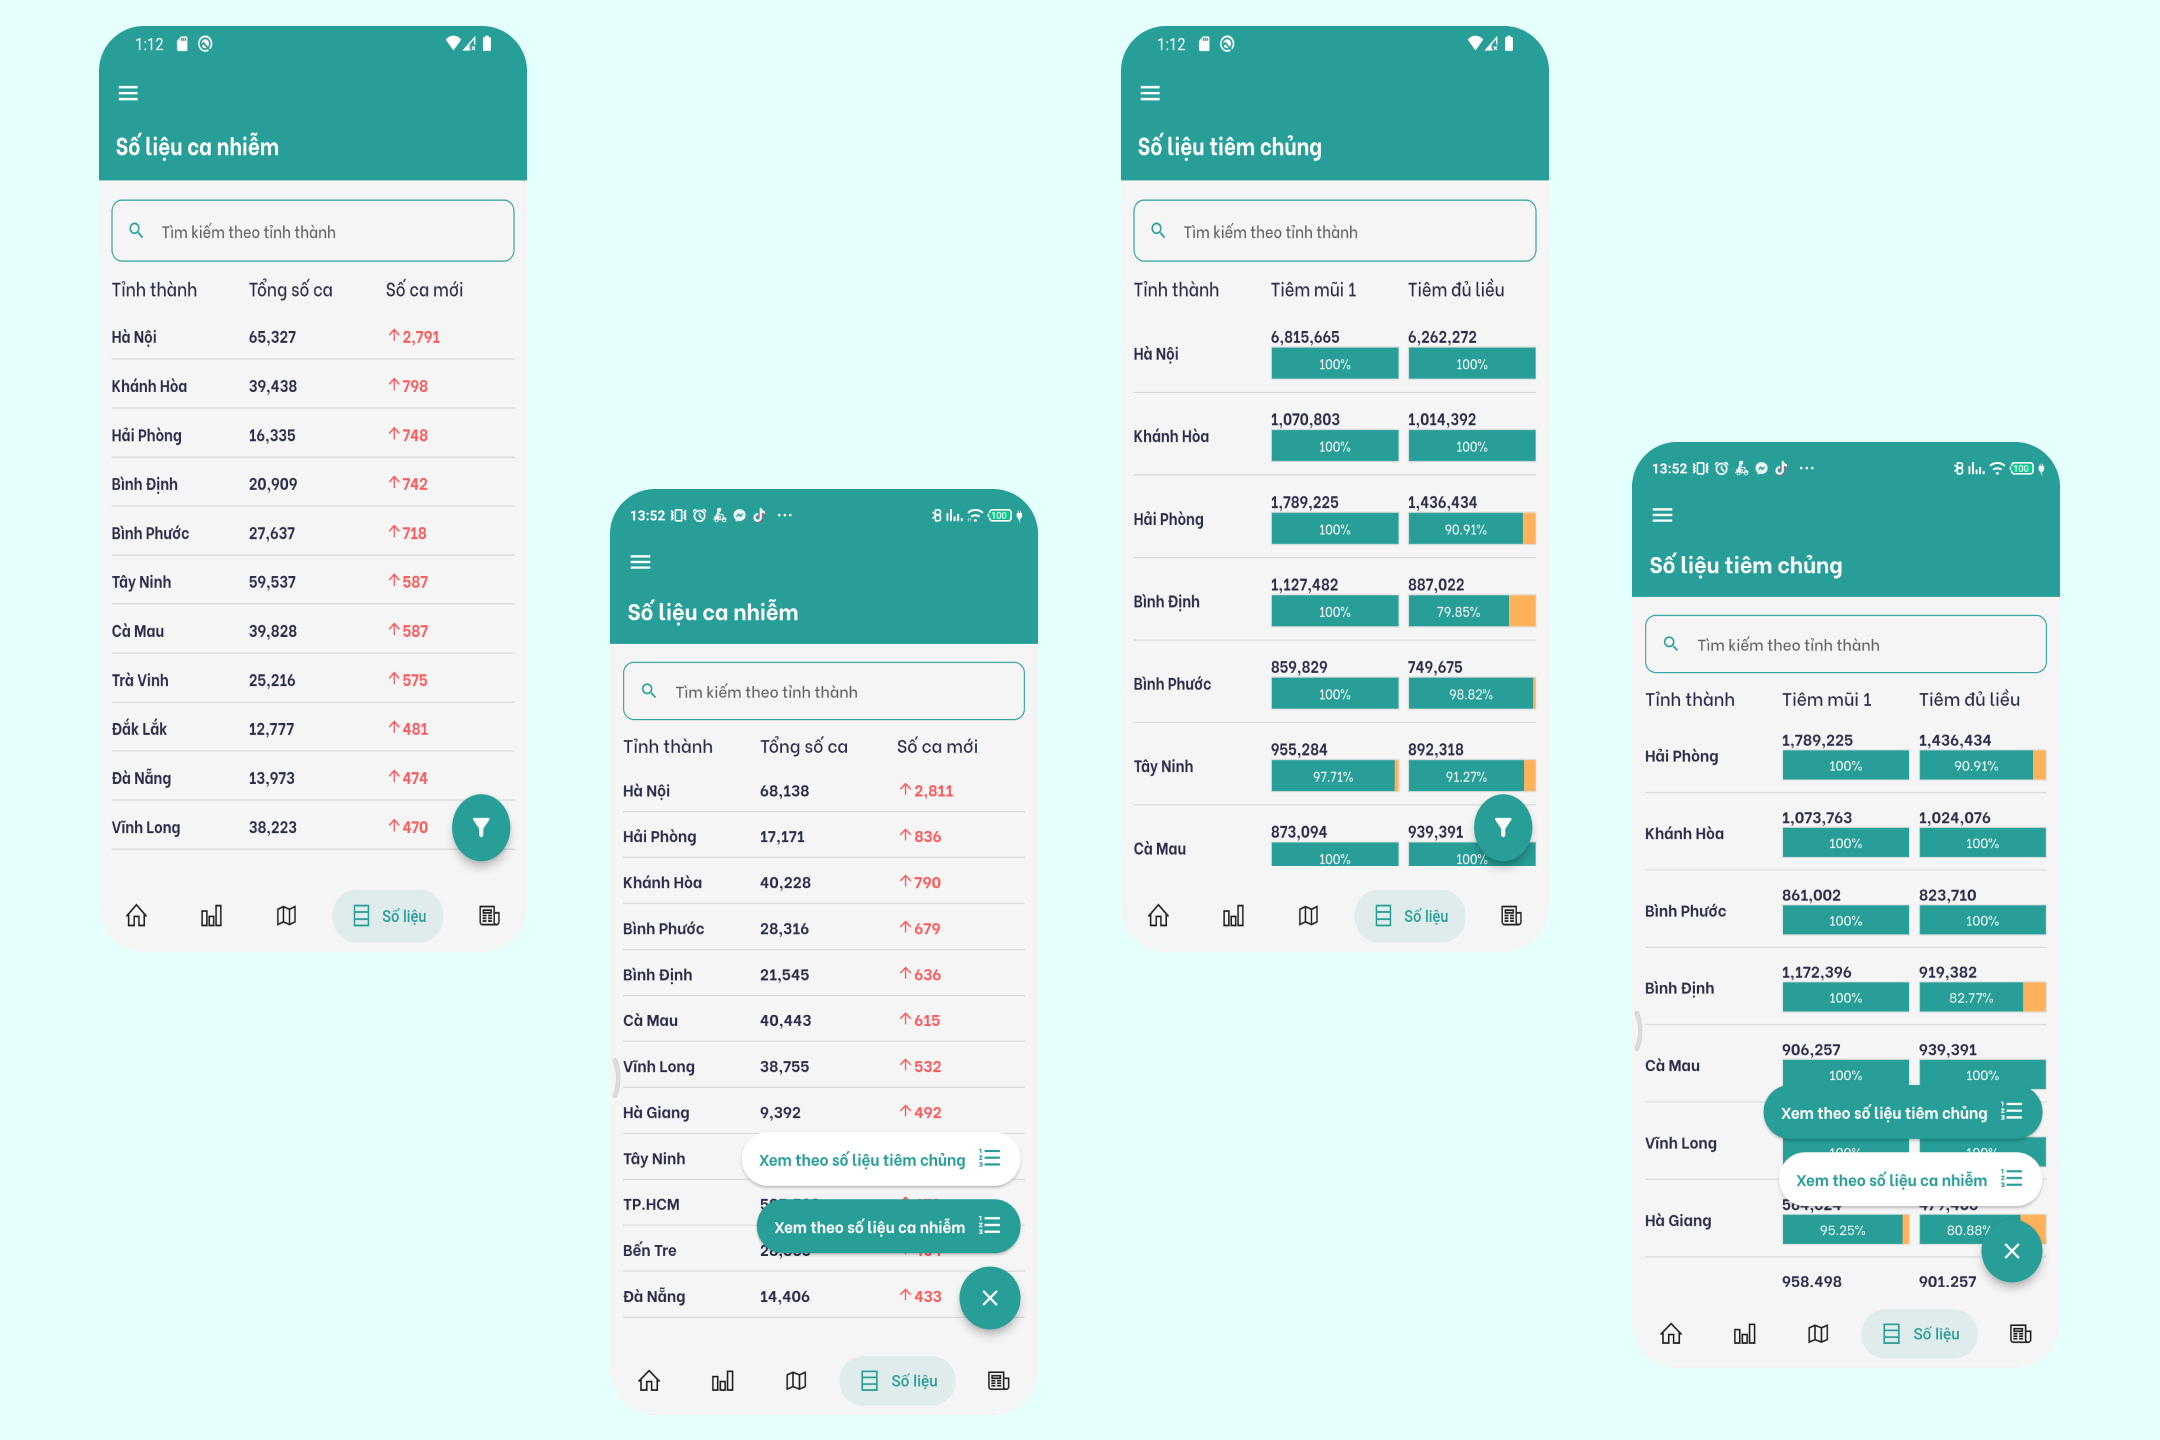 1:12
Số liệu ca nhiễm
Tìm kiếm theo tỉnh thành
Tỉnh thành Tổng số ca Số ca mới
Hà Nội 65,327 2,791
Khánh Hòa 39,438 798
Hải Phòng 16,335 748
Bình Định 20,909 742
Bình Phước 27,637 718
Tây Ninh 59,537 587
Cà Mau 39,828 587
Trà Vinh 25,216 575
Đắk Lắk 12,777 481
Đà Nẵng 13,973 474
Vĩnh Long 38,223 470
Số liệu
13:52 100
Số liệu ca nhiễm
Tìm kiếm theo tỉnh thành
Tỉnh thành Tổng số ca Số ca mới
Hà Nội 68,138 2,811
Hải Phòng 17,171 836
Khánh Hòa 40,228 790
Bình Phước 28,316 679
Bình Định 21,545 636
Cà Mau 40,443 615
Vĩnh Long 38,755 532
Hà Giang 9,392 492
Tây Ninh
Xem theo số liệu tiêm chủng
TP.HCM
Xem theo số liệu ca nhiễm
Bến Tre
Đà Nẵng 14,406 433
Số liệu
1:12
Số liệu tiêm chủng
Tìm kiếm theo tỉnh thành
Tỉnh thành Tiêm mũi 1 Tiêm đủ liều
6,815,665 6,262,272
Hà Nội
100% 100%
1,070,803 1,014,392
Khánh Hòa
100% 100%
1,789,225 1,436,434
Hải Phòng
100% 90.91%
1,127,482 887,022
Bình Định
100% 79.85%
859,829 749,675
Bình Phước
100% 98.82%
955,284 892,318
Tây Ninh
97.71% 91.27%
873,094 939,391
Cà Mau
100% 100%
Số liệu
13:52 100
Số liệu tiêm chủng
Tìm kiếm theo tỉnh thành
Tỉnh thành Tiêm mũi 1 Tiêm đủ liều
1,789,225 1,436,434
Hải Phòng
100% 90.91%
1,073,763 1,024,076
Khánh Hòa
100% 100%
861,002 823,710
Bình Phước
100% 100%
1,172,396 919,382
Bình Định
100% 82.77%
906,257 939,391
Cà Mau
100% 100%
Xem theo số liệu tiêm chủng
Vĩnh Long
Xem theo số liệu ca nhiễm
Hà Giang
95.25% 80.88%
958,498 901,257
Số liệu